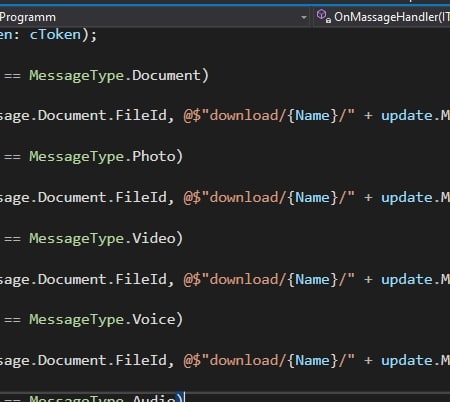 Programm OnMassageHandler(IT
en: cToken);
== MessageType.Document)
sage.Document.FileId, @$"download/{Name}/" + update.M
== MessageType.Photo)
sage.Document.FileId, @$"download/{Name}/" + update.M
== MessageType.Video)
sage.Document.FileId, @$"download/{Name}/" + update.M
== MessageType.Voice)
sage.Document.FileId, @$"download/{Name}/" + update.M
== MessageType.Audio)